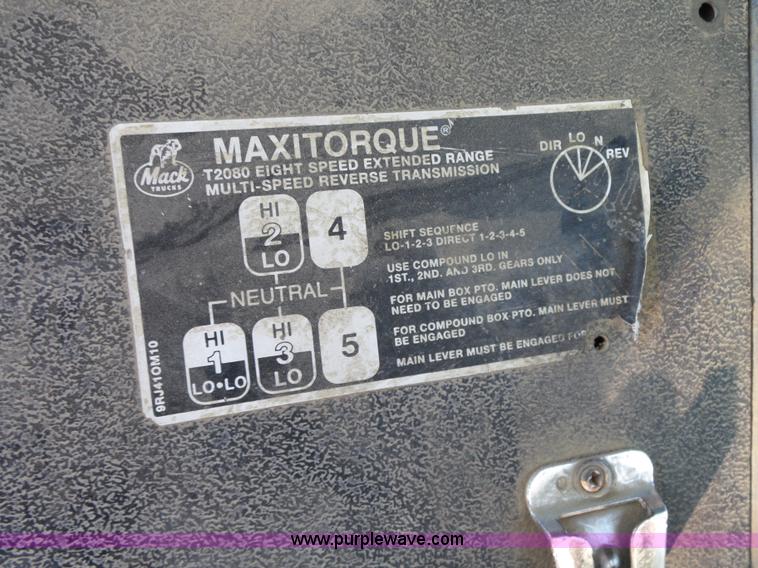 MAXITORQUE®
T2080 EIGHT SPEED EXTENDED RANGE
MULTI-SPEED REVERSE TRANSMISSION
Mack
TRUCKS
DIR LO N REV
HI
2
LO
4
NEUTRAL
HI
1
LO•LO
HI
3
LO
5
SHIFT SEQUENCE
LO-1-2-3 DIRECT 1-2-3-4-5
USE COMPOUND LO IN
1ST., 2ND. AND 3RD. GEARS ONLY
FOR MAIN BOX PTO. MAIN LEVER DOES NOT
NEED TO BE ENGAGED
FOR COMPOUND BOX PTO. MAIN LEVER MUST
BE ENGAGED
MAIN LEVER MUST BE ENGAGED
9RJ41OM10
www.purplewave.com